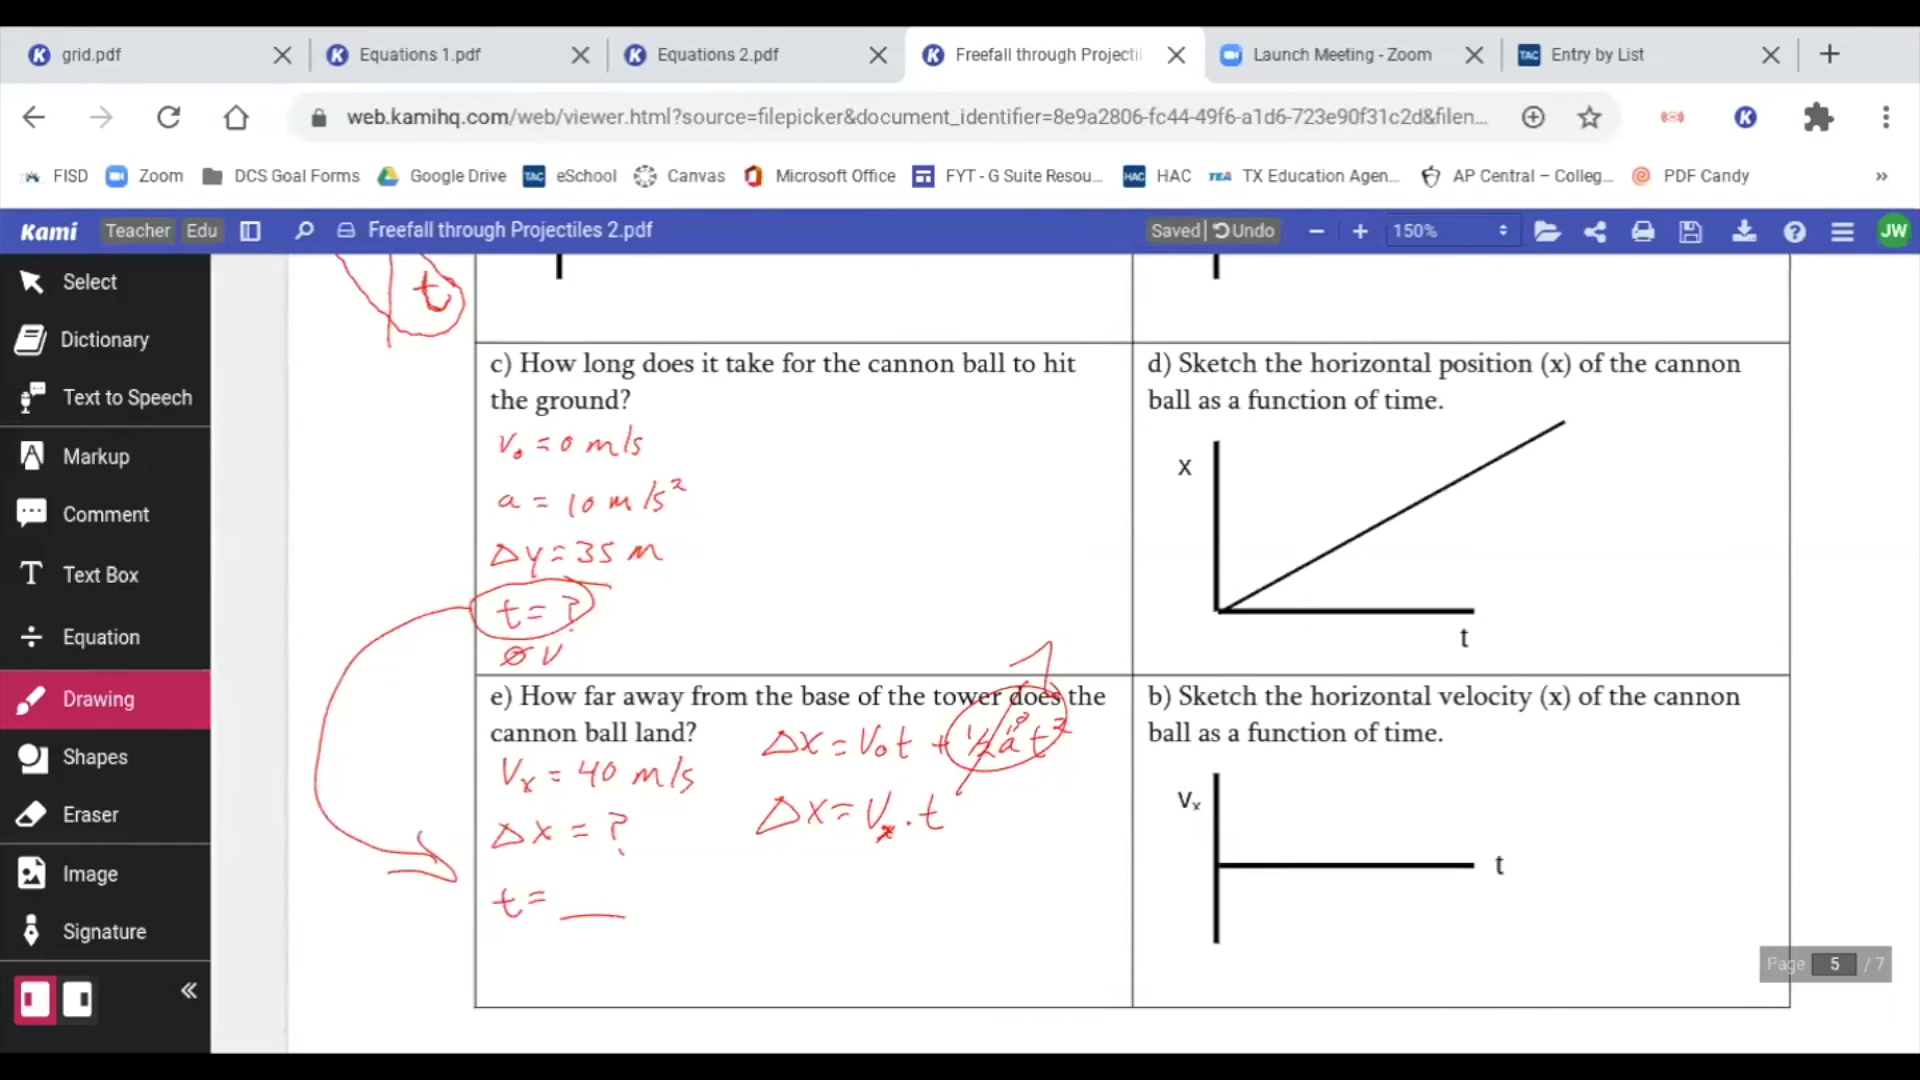 grid.pdf
Equations 1.pdf
Equations 2.pdf
Freefall through Projectil
Launch Meeting - Zoom
TAC Entry by List
web.kamihq.com/web/viewer.html?source=filepicker&document_identifier=8e9a2806-fc44-49f6-a1d6-723e90f31c2d&filen...
FISD
Zoom
DCS Goal Forms
Google Drive
TAC eSchool
Canvas
Microsoft Office
FYT - G Suite Resou...
HAC HAC
TEA TX Education Agen...
AP Central – Colleg...
PDF Candy
»
Kami
Teacher
Edu
Freefall through Projectiles 2.pdf
Saved
Undo
150%
JW
Select
Dictionary
Text to Speech
Markup
Comment
Text Box
Equation
Drawing
Shapes
Eraser
Image
Signature
t
c) How long does it take for the cannon ball to hit
the ground?
v₀ = 0 m/s
a = 10 m/s²
Δy = 35 m
t = ?
V
d) Sketch the horizontal position (x) of the cannon
ball as a function of time.
x
t
e) How far away from the base of the tower does the
cannon ball land?
Vₓ = 40 m/s
Δx = ?
t = __
Δx = V₀t + ½at²
0
Δx = Vₓ · t
b) Sketch the horizontal velocity (x) of the cannon
ball as a function of time.
Vₓ
t
Page 5 / 7